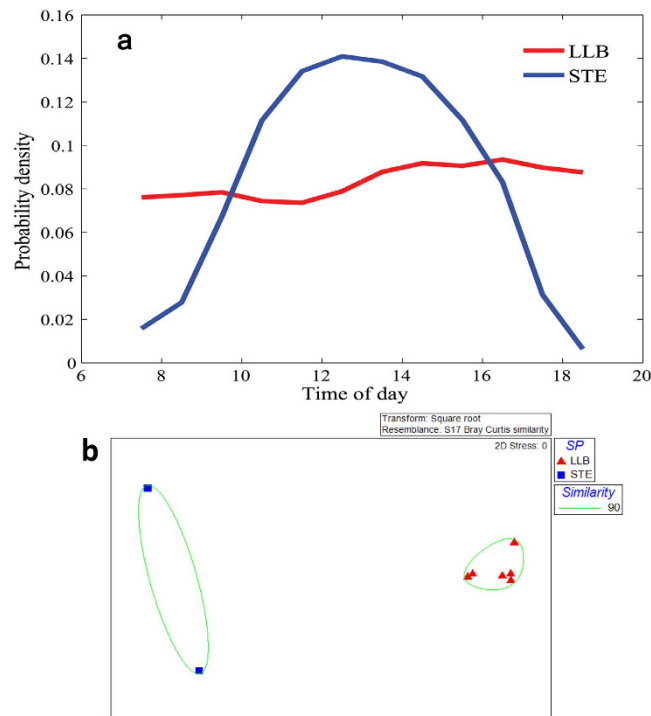 a
LLB
STE
0.16
0.14
0.12
0.1
0.08
0.06
0.04
0.02
0
Probability density
6
8
10
12
14
16
18
20
Time of day
b
Transform: Square root
Resemblance: S17 Bray Curtis similarity
2D Stress: 0
SP
LLB
STE
Similarity
90